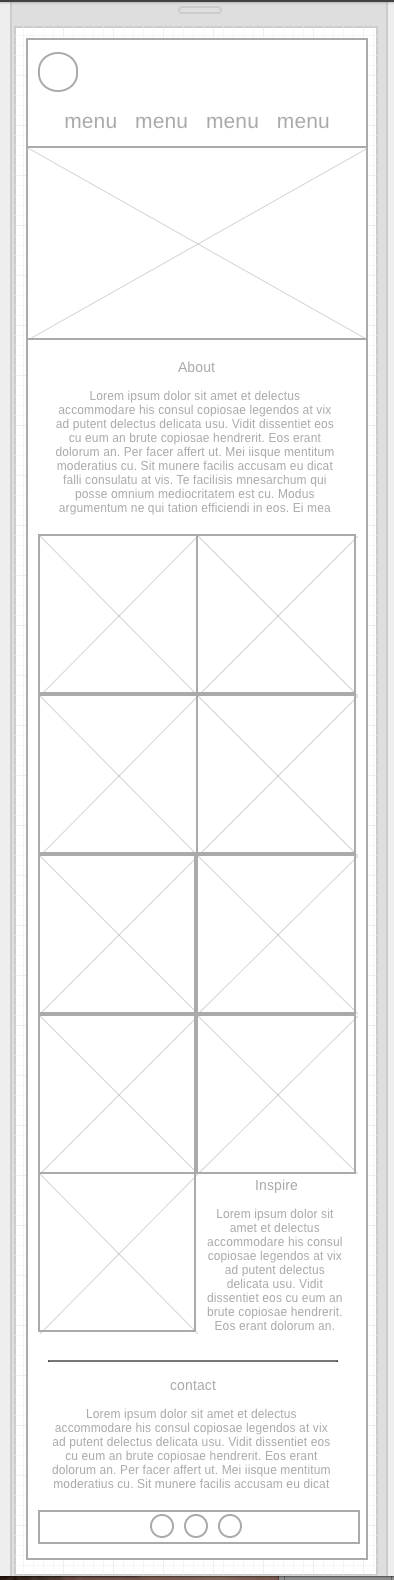 menu menu menu menu
About
Lorem ipsum dolor sit amet et delectus
accommodare his consul copiosae legendos at vix
ad putent delectus delicata usu. Vidit dissentiet eos
cu eum an brute copiosae hendrerit. Eos erant
dolorum an. Per facer affert ut. Mei iisque mentitum
moderatius cu. Sit munere facilis accusam eu dicat
falli consulatu at vis. Te facilisis mnesarchum qui
posse omnium mediocritatem est cu. Modus
argumentum ne qui tation efficiendi in eos. Ei mea
Inspire
Lorem ipsum dolor sit
amet et delectus
accommodare his consul
copiosae legendos at vix
ad putent delectus
delicata usu. Vidit
dissentiet eos cu eum an
brute copiosae hendrerit.
Eos erant dolorum an.
contact
Lorem ipsum dolor sit amet et delectus
accommodare his consul copiosae legendos at vix
ad putent delectus delicata usu. Vidit dissentiet eos
cu eum an brute copiosae hendrerit. Eos erant
dolorum an. Per facer affert ut. Mei iisque mentitum
moderatius cu. Sit munere facilis accusam eu dicat